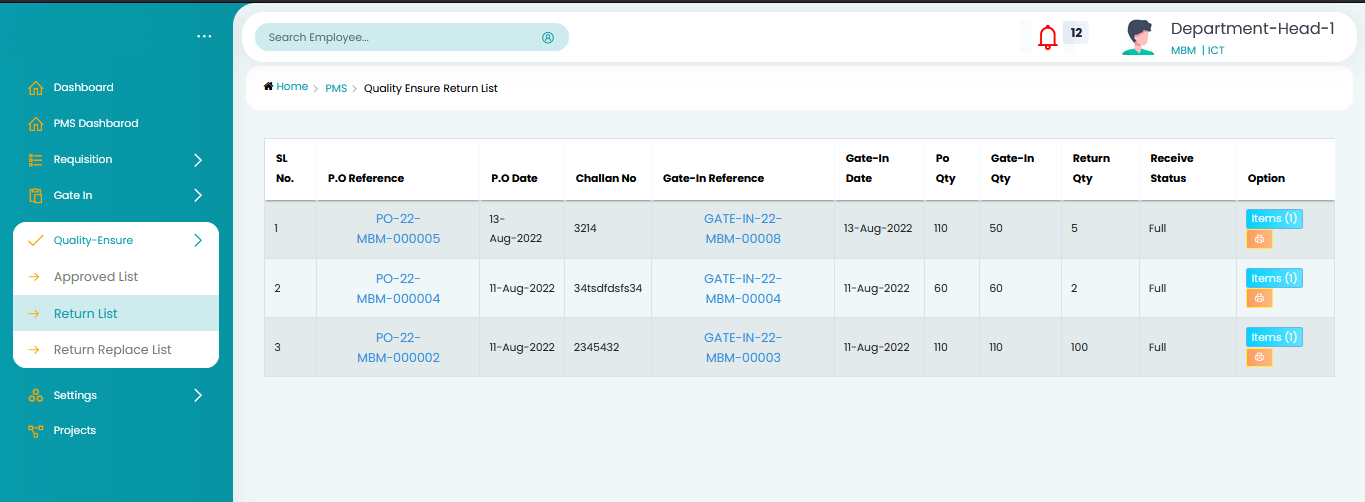 Search Employee...
12
Department-Head-1
MBM | ICT
Dashboard
PMS Dashbarod
Requisition
Gate In
Quality-Ensure
Approved List
Return List
Return Replace List
Settings
Projects
Home > PMS > Quality Ensure Return List
SL No. P.O Reference P.O Date Challan No Gate-In Reference Gate-In Date Po Qty Gate-In Qty Return Qty Receive Status Option
1 PO-22-MBM-000005 13-Aug-2022 3214 GATE-IN-22-MBM-00008 13-Aug-2022 110 50 5 Full Items (1)
2 PO-22-MBM-000004 11-Aug-2022 34tsdfdsfs34 GATE-IN-22-MBM-00004 11-Aug-2022 60 60 2 Full Items (1)
3 PO-22-MBM-000002 11-Aug-2022 2345432 GATE-IN-22-MBM-00003 11-Aug-2022 110 110 100 Full Items (1)